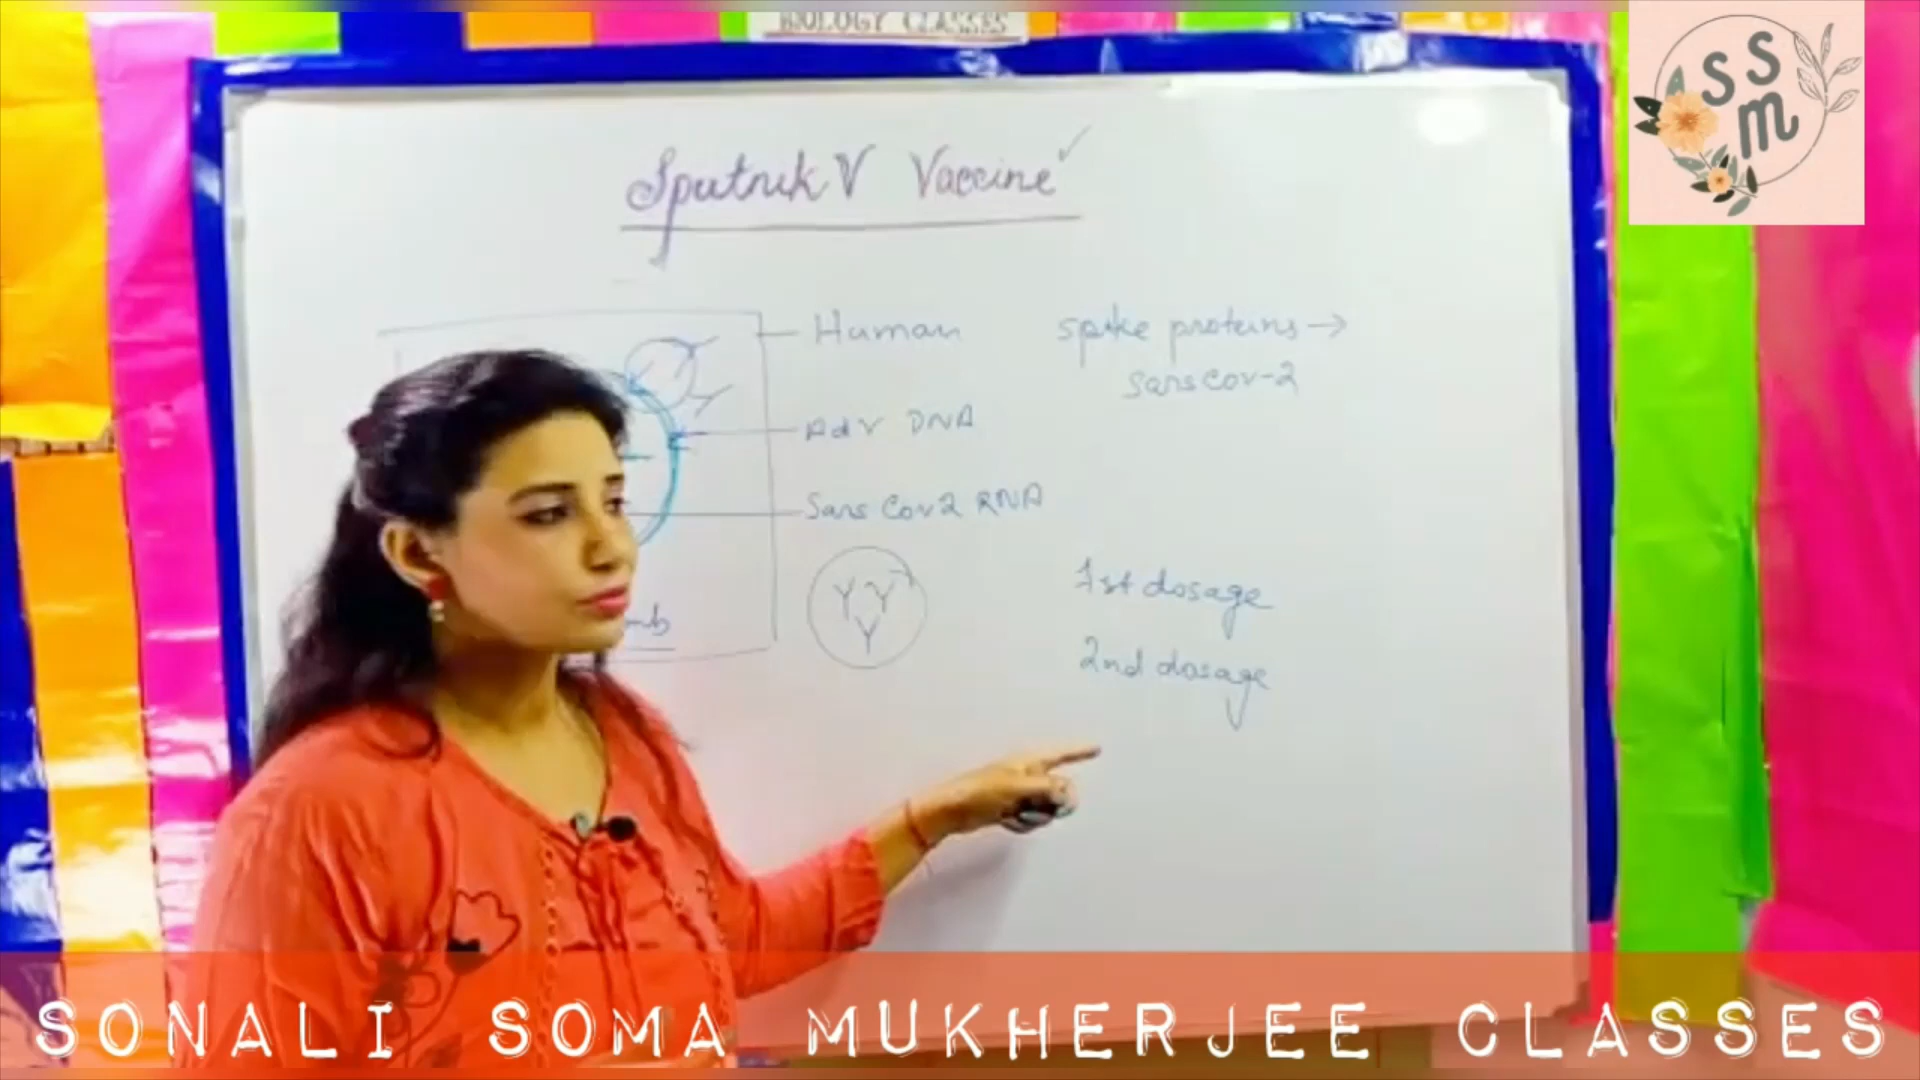 BIOLOGY CLASSES
SSM
Sputnik V Vaccine
Human
AdV DNA
Sars Cov2 RNA
Y Y
Y
spike proteins →
Sars Cov-2
1st dosage
2nd dosage
SONALI SOMA MUKHERJEE CLASSES